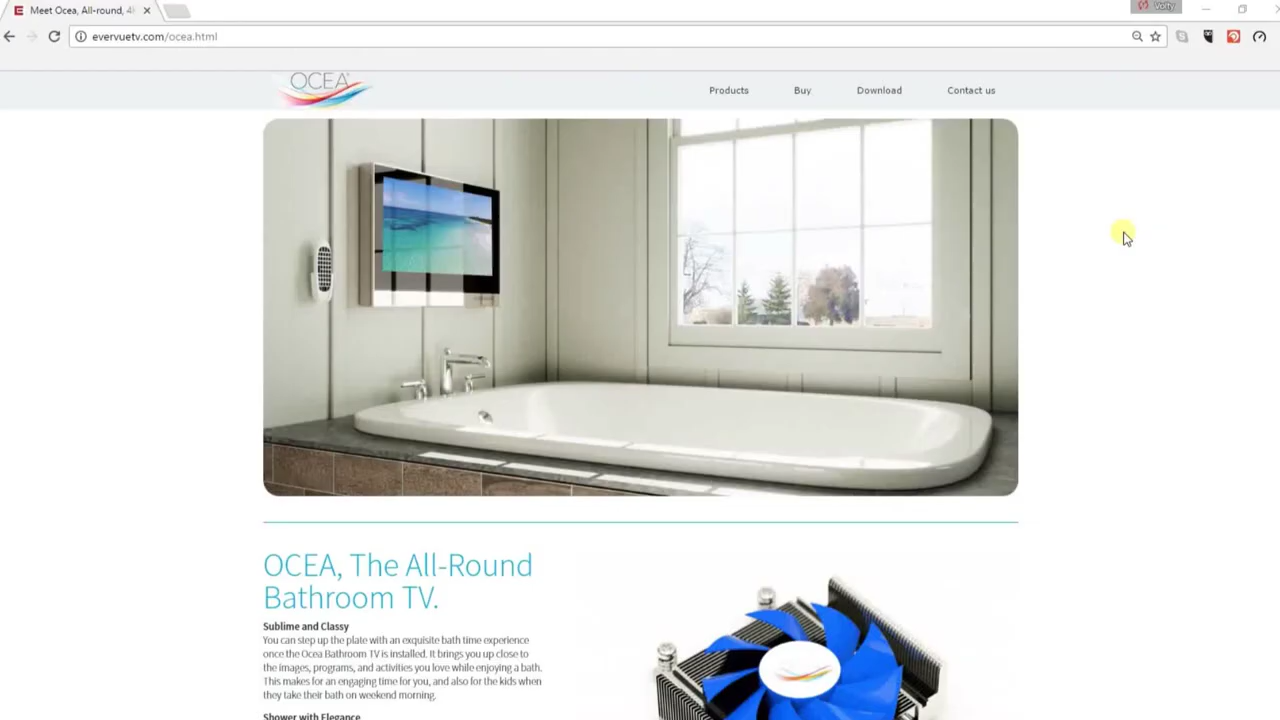 Meet Ocea, All-round, 4
Volty
evervuetv.com/ocea.html
OCEA
Products
Buy
Download
Contact us
OCEA, The All-Round
Bathroom TV.
Sublime and Classy
You can step up the plate with an exquisite bath time experience
once the Ocea Bathroom TV is installed. It brings you up close to
the images, programs, and activities you love while enjoying a bath.
This makes for an engaging time for you, and also for the kids when
they take their bath on weekend morning.
Shower with Elegance